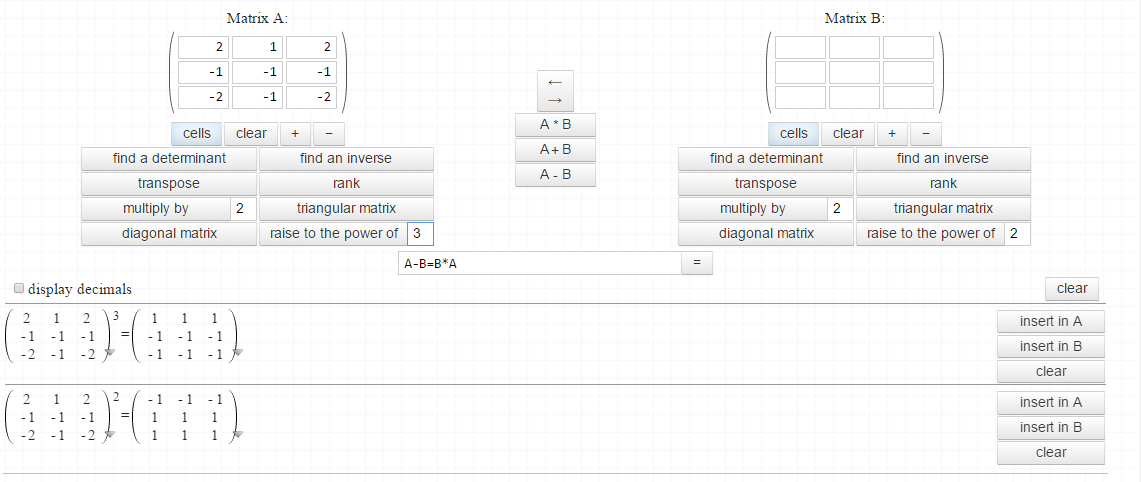 Matrix A: Matrix B:
2 1 2
-1 -1 -1
-2 -1 -2
←
→
A * B
A + B
A - B
cells clear + − cells clear + −
find a determinant find an inverse find a determinant find an inverse
transpose rank transpose rank
multiply by 2 triangular matrix multiply by 2 triangular matrix
diagonal matrix raise to the power of 3 diagonal matrix raise to the power of 2
A-B=B*A =
display decimals clear
2 1 2 3 1 1 1
-1 -1 -1 = -1 -1 -1
-2 -1 -2 -1 -1 -1
insert in A
insert in B
clear
2 1 2 2 -1 -1 -1
-1 -1 -1 = 1 1 1
-2 -1 -2 1 1 1
insert in A
insert in B
clear